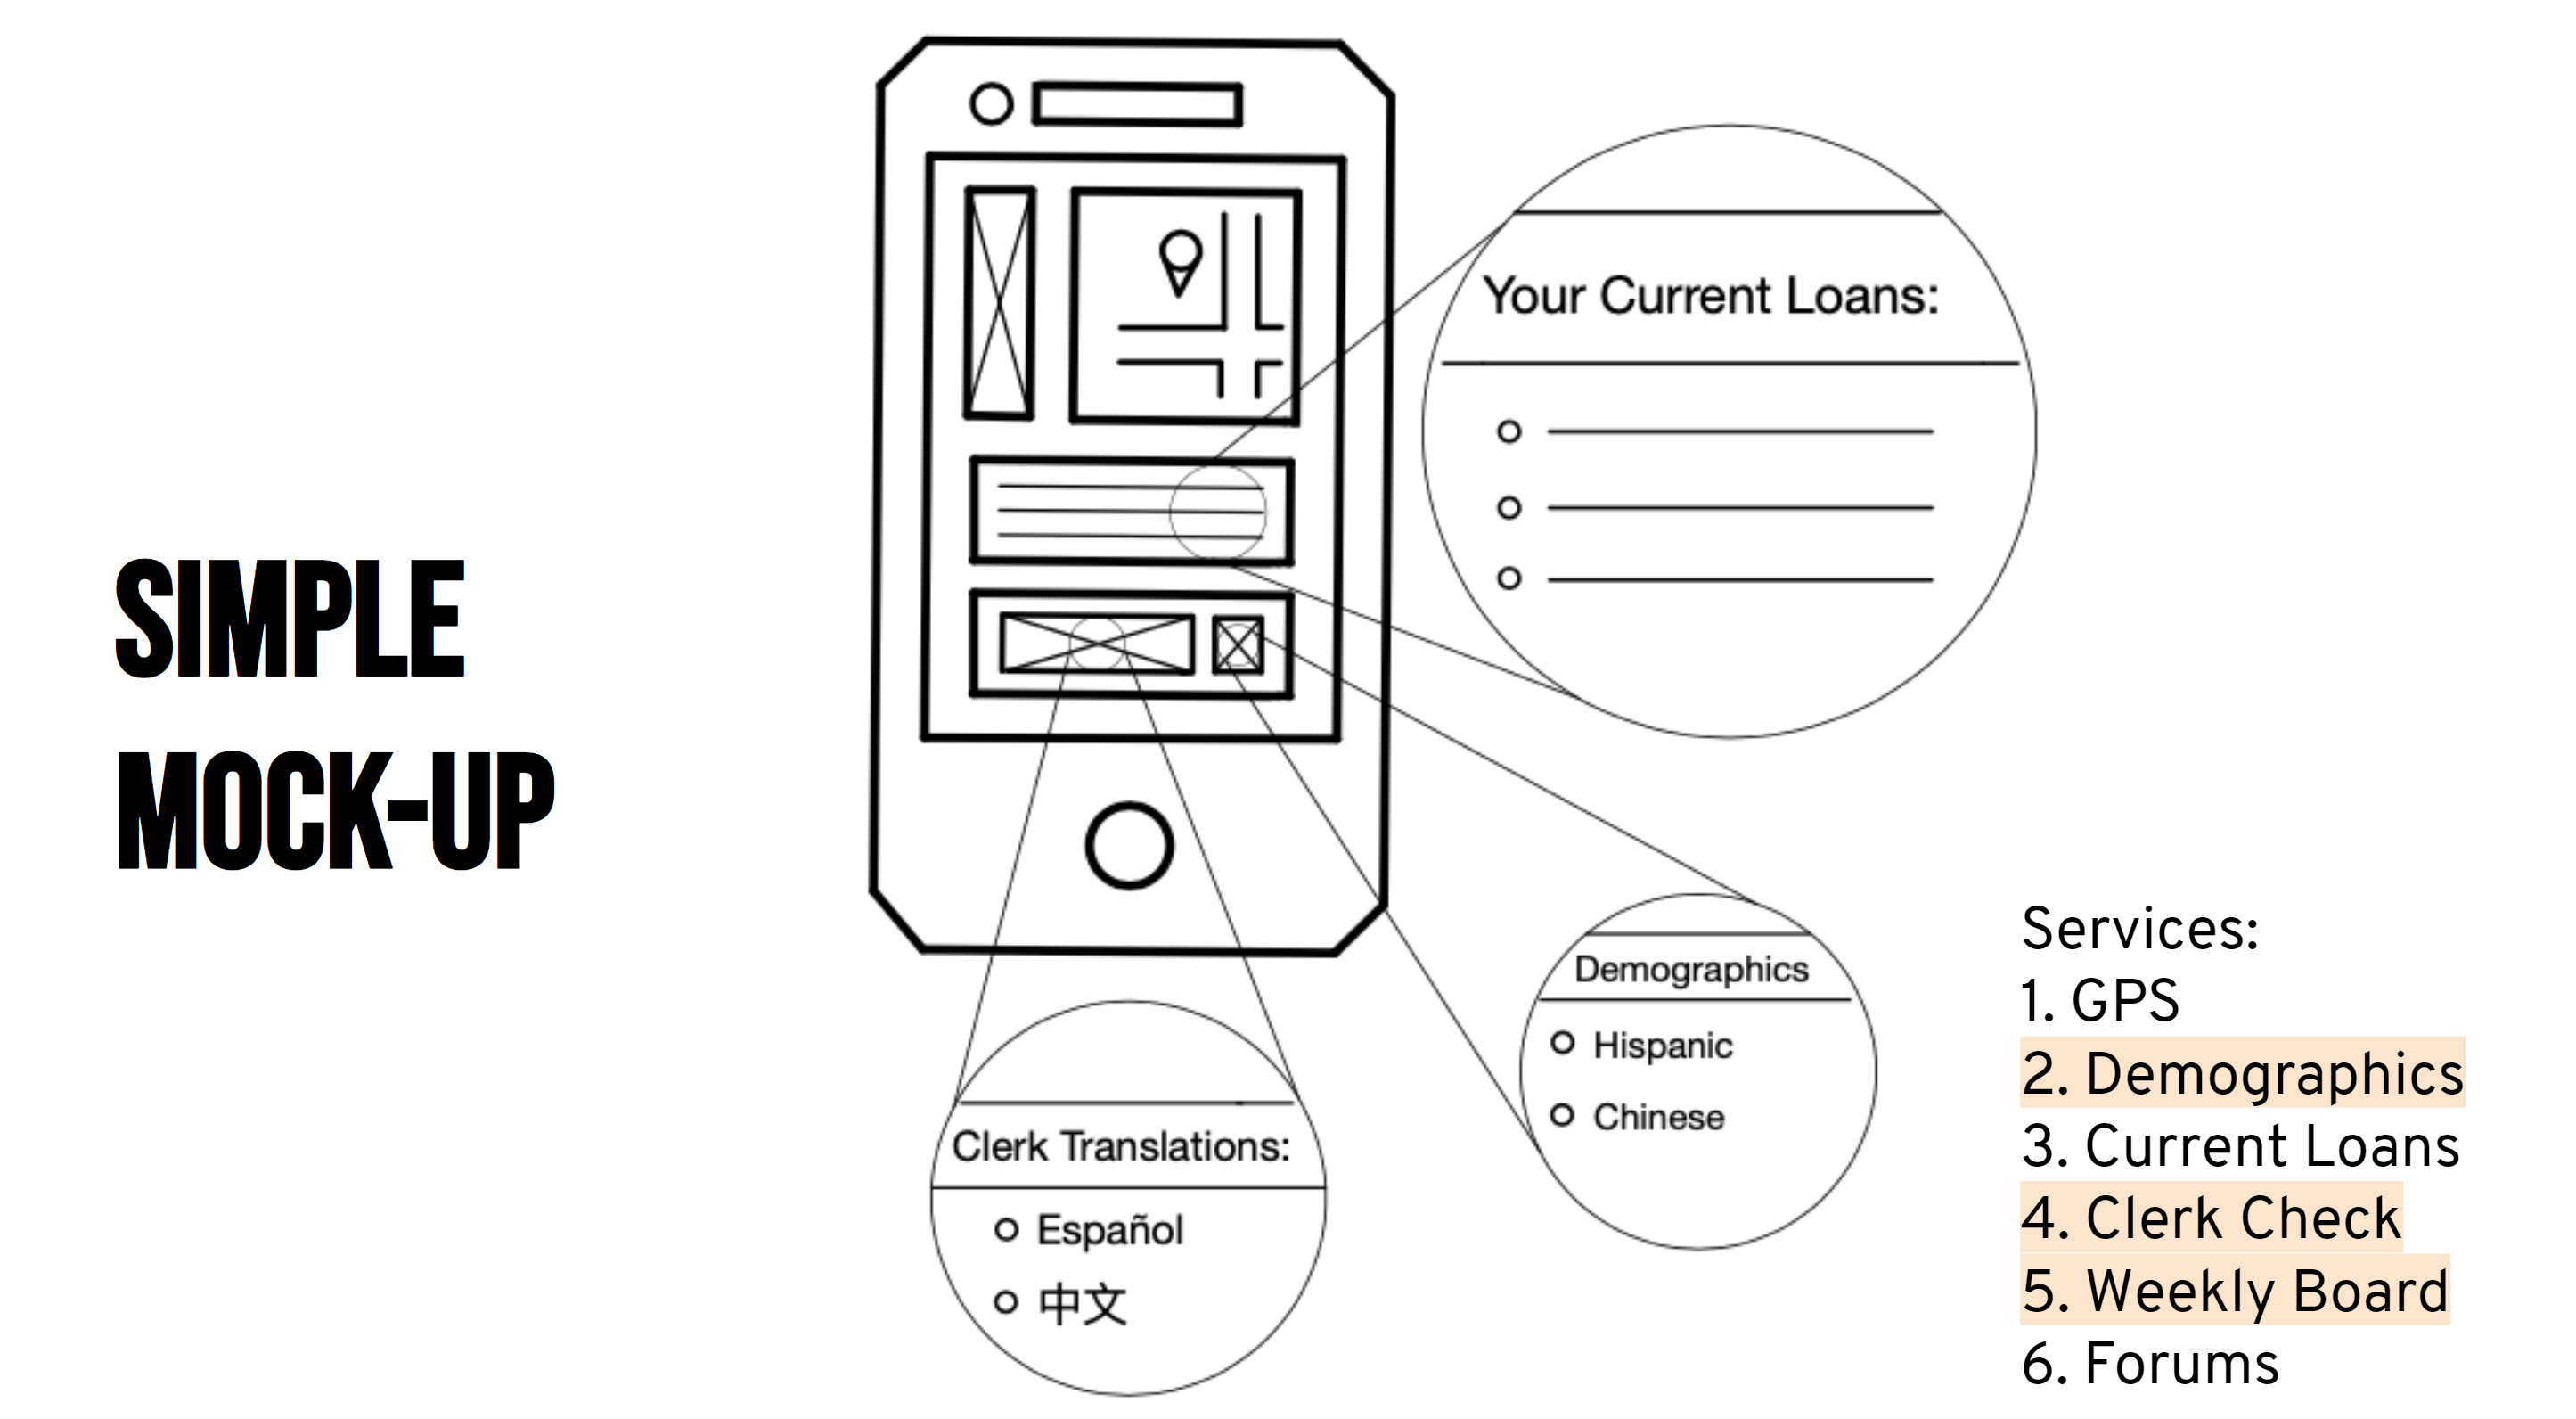 SIMPLE
MOCK-UP
Your Current Loans:
Demographics
Hispanic
Chinese
Clerk Translations:
Español
中文
Services:
1. GPS
2. Demographics
3. Current Loans
4. Clerk Check
5. Weekly Board
6. Forums